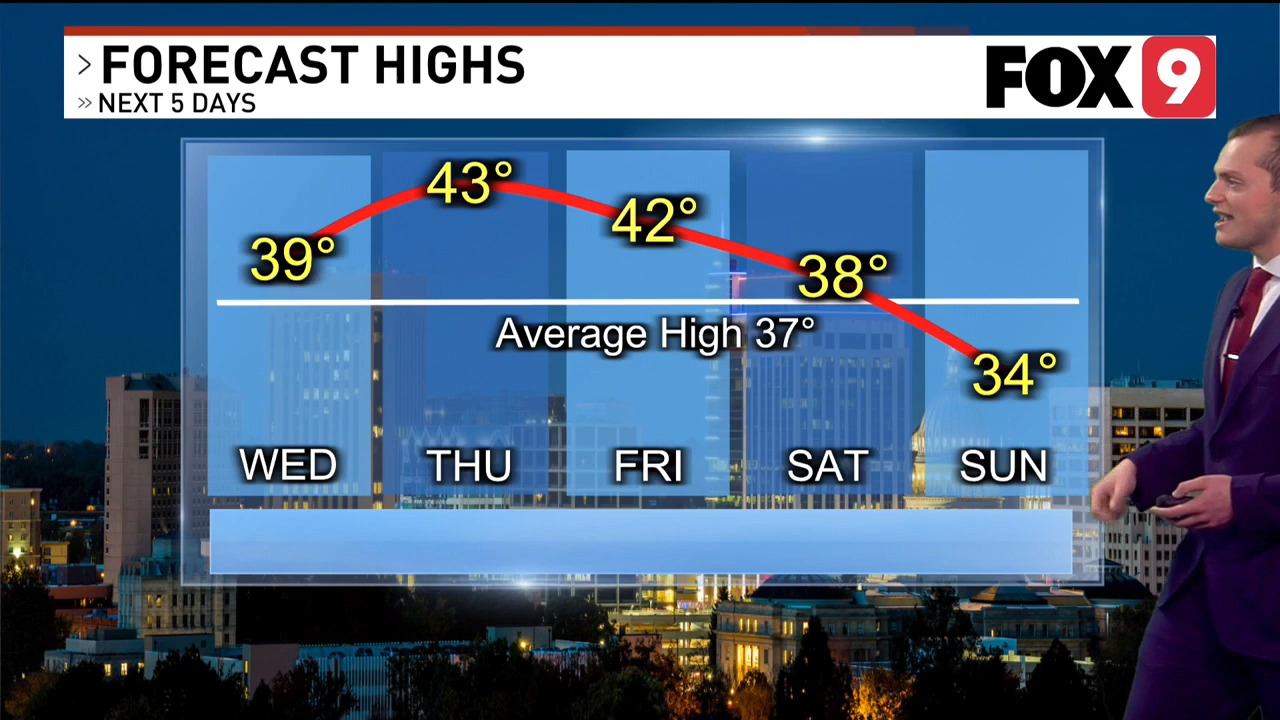 > FORECAST HIGHS
» NEXT 5 DAYS
FOX 9
39° 43° 42° 38° 34°
Average High 37°
WED THU FRI SAT SUN